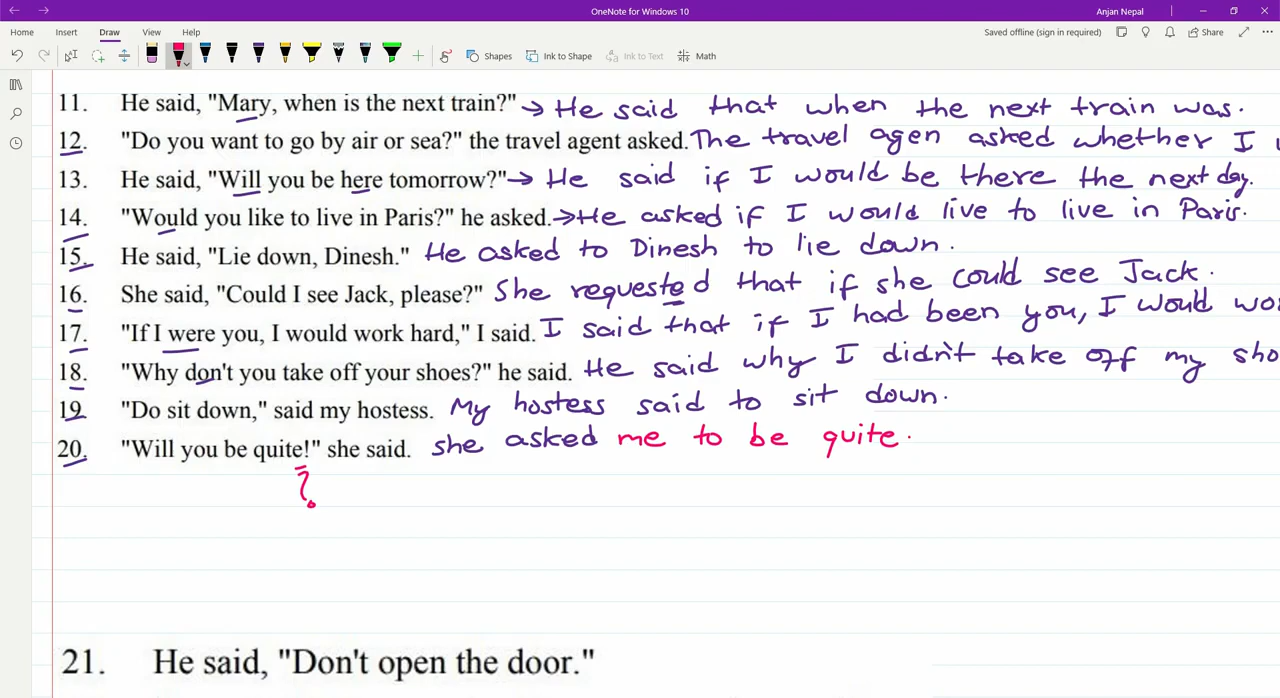 OneNote for Windows 10
Anjan Nepal
Home Insert Draw View Help
Saved offline (sign in required) Share
Shapes Ink to Shape Ink to Text Math
11. He said, "Mary, when is the next train?" → He said that when the next train was.
12. "Do you want to go by air or sea?" the travel agent asked. The travel agen asked whether I
13. He said, "Will you be here tomorrow?" → He said if I would be there the next day.
14. "Would you like to live in Paris?" he asked. → He asked if I would live to live in Paris.
15. He said, "Lie down, Dinesh." He asked to Dinesh to lie down.
16. She said, "Could I see Jack, please?" She requested that if she could see Jack.
17. "If I were you, I would work hard," I said. I said that if I had been you, I would wo
18. "Why don't you take off your shoes?" he said. He said why I didn't take off my sho
19. "Do sit down," said my hostess. My hostess said to sit down.
20. "Will you be quite!" she said. she asked me to be quite.
?
21. He said, "Don't open the door."